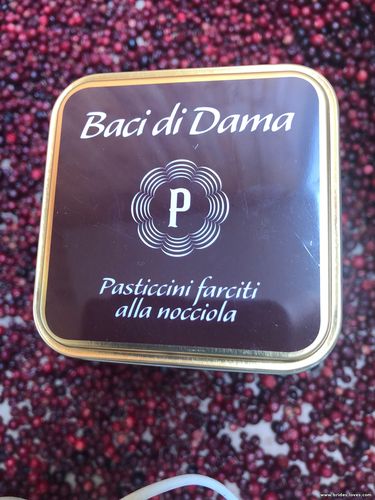 Baci di Dama
P
Pasticcini farciti
alla nocciola
www.brides.loves.com